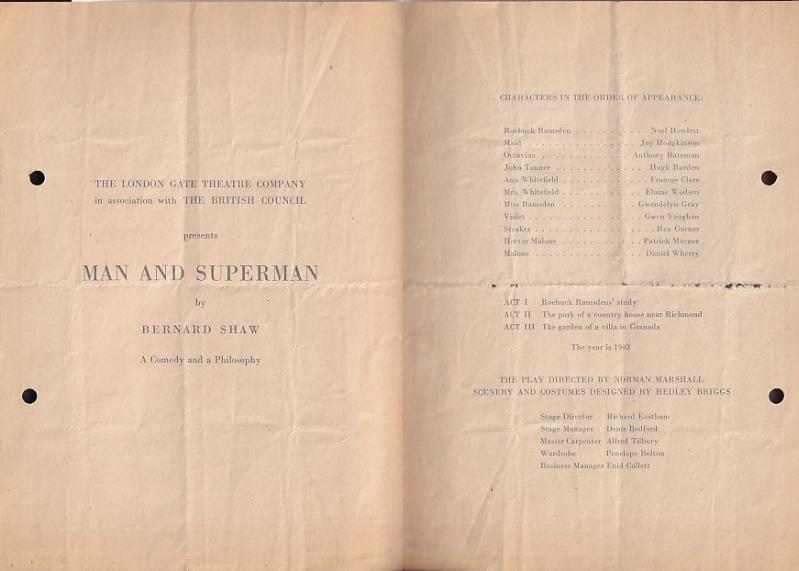 THE LONDON GATE THEATRE COMPANY
in association with THE BRITISH COUNCIL
presents
MAN AND SUPERMAN
by
BERNARD SHAW
A Comedy and a Philosophy
CHARACTERS IN THE ORDER OF APPEARANCE:
Roebuck Ramsden . . . . . . . . . . Noel Howlett
Maid . . . . . . . . . . . . . . . Joy Hodgkinson
Octavius . . . . . . . . . . . . Anthony Bateman
John Tanner . . . . . . . . . . . . . Hugh Burden
Ann Whitefield . . . . . . . . . . . Frances Clare
Mrs. Whitefield . . . . . . . . . . Elaine Wodson
Miss Ramsden . . . . . . . . . . Gwendolyn Gray
Violet . . . . . . . . . . . . . . . Gwen Vaughan
Straker . . . . . . . . . . . . . . . . Rex Garner
Hector Malone . . . . . . . . . . Patrick Macnee
Malone . . . . . . . . . . . . . . Daniel Wherry
ACT I Roebuck Ramsdens' study
ACT II The park of a country house near Richmond
ACT III The garden of a villa in Granada
The year is 1903
THE PLAY DIRECTED BY NORMAN MARSHALL
SCENERY AND COSTUMES DESIGNED BY HEDLEY BRIGGS
Stage Director Richard Eastham
Stage Manager Denis Bedford
Master Carpenter Alfred Tilbury
Wardrobe Penelope Bolton
Business Manager Enid Collett